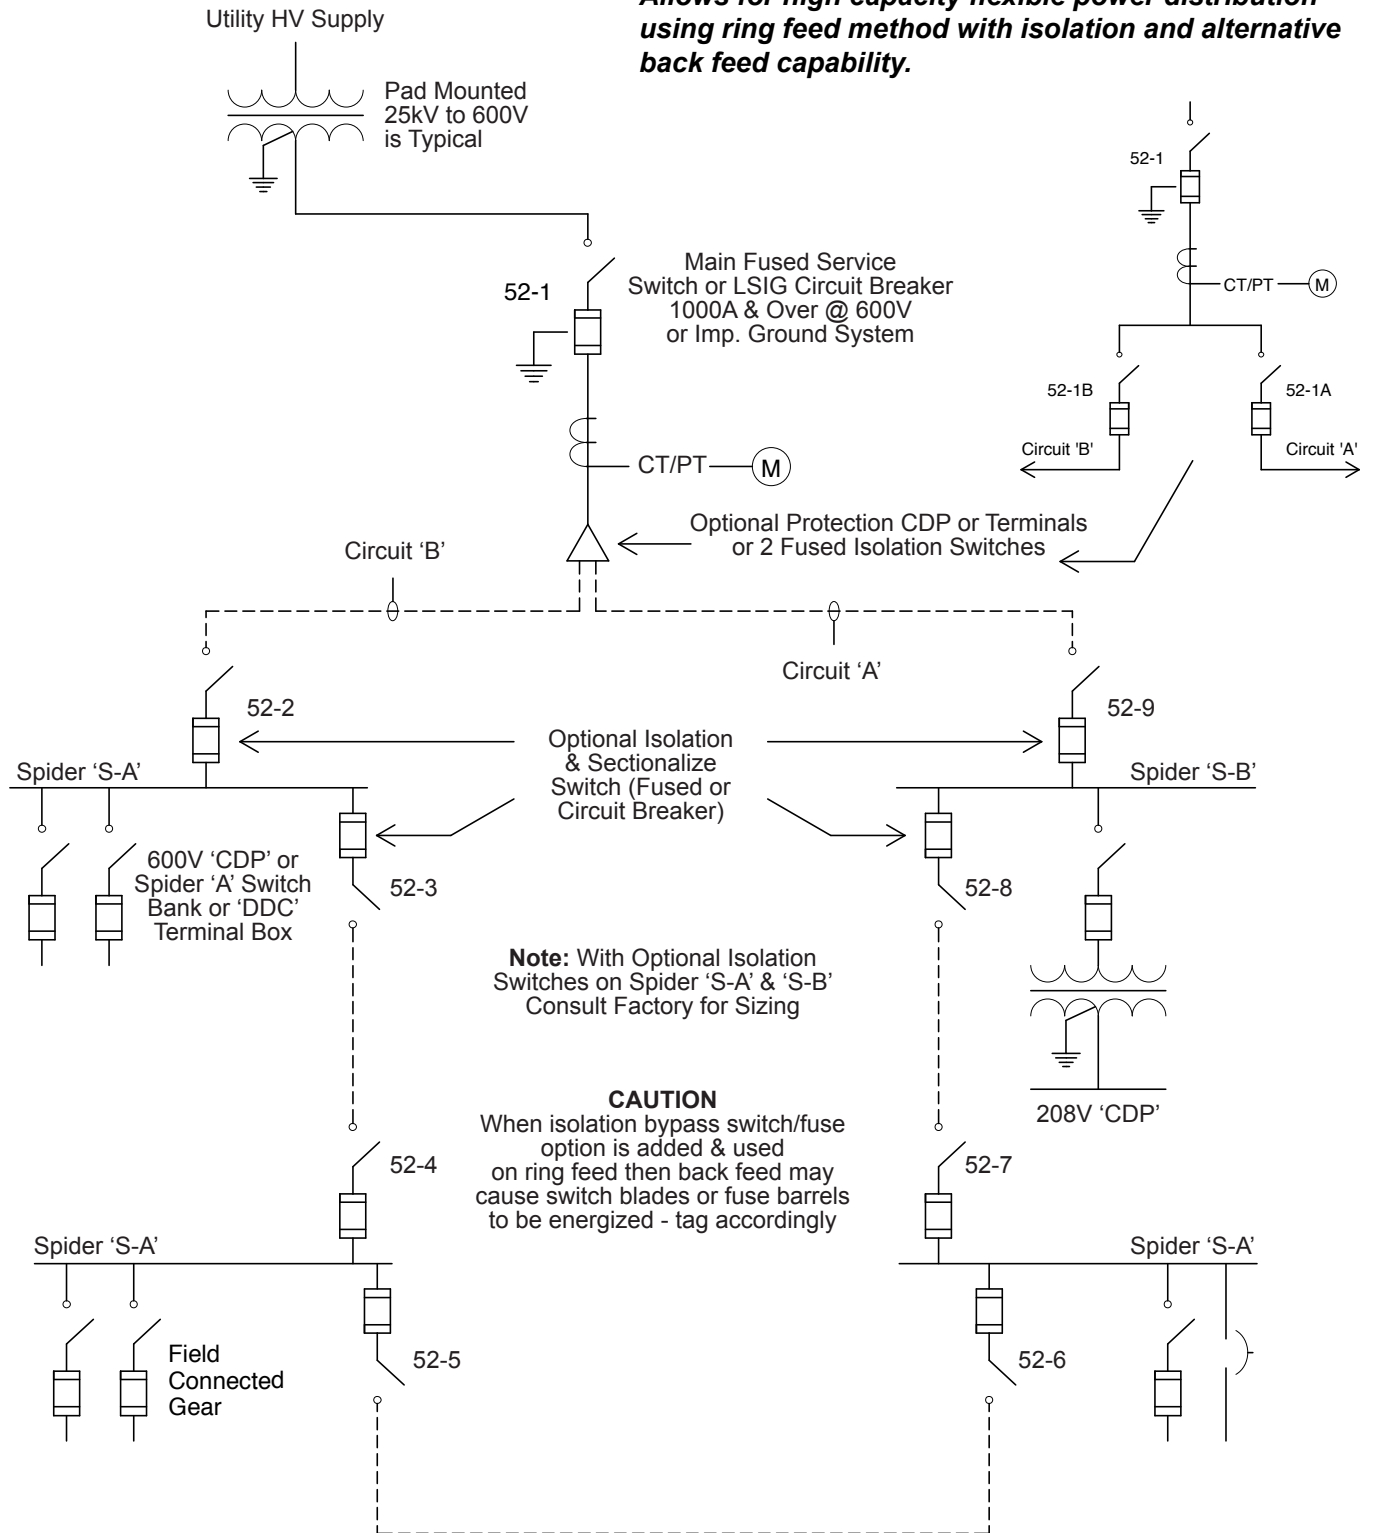 Allows for high capacity flexible power distribution
using ring feed method with isolation and alternative
back feed capability.
Utility HV Supply
Pad Mounted
25kV to 600V
is Typical
52-1
Main Fused Service
Switch or LSIG Circuit Breaker
1000A & Over @ 600V
or Imp. Ground System
CT/PT
M
52-1
CT/PT
M
52-1B
52-1A
Circuit 'B'
Circuit 'A'
Optional Protection CDP or Terminals
or 2 Fused Isolation Switches
Circuit ‘B’
Circuit ‘A’
52-2
52-9
Optional Isolation
& Sectionalize
Switch (Fused or
Circuit Breaker)
Spider ‘S-A’
Spider ‘S-B’
600V ‘CDP’ or
Spider ‘A’ Switch
Bank or ‘DDC’
Terminal Box
52-3
52-8
Note: With Optional Isolation
Switches on Spider ‘S-A’ & ‘S-B’
Consult Factory for Sizing
208V ‘CDP’
CAUTION
When isolation bypass switch/fuse
option is added & used
on ring feed then back feed may
cause switch blades or fuse barrels
to be energized - tag accordingly
52-4
52-7
Spider ‘S-A’
Spider ‘S-A’
Field
Connected
Gear
52-5
52-6